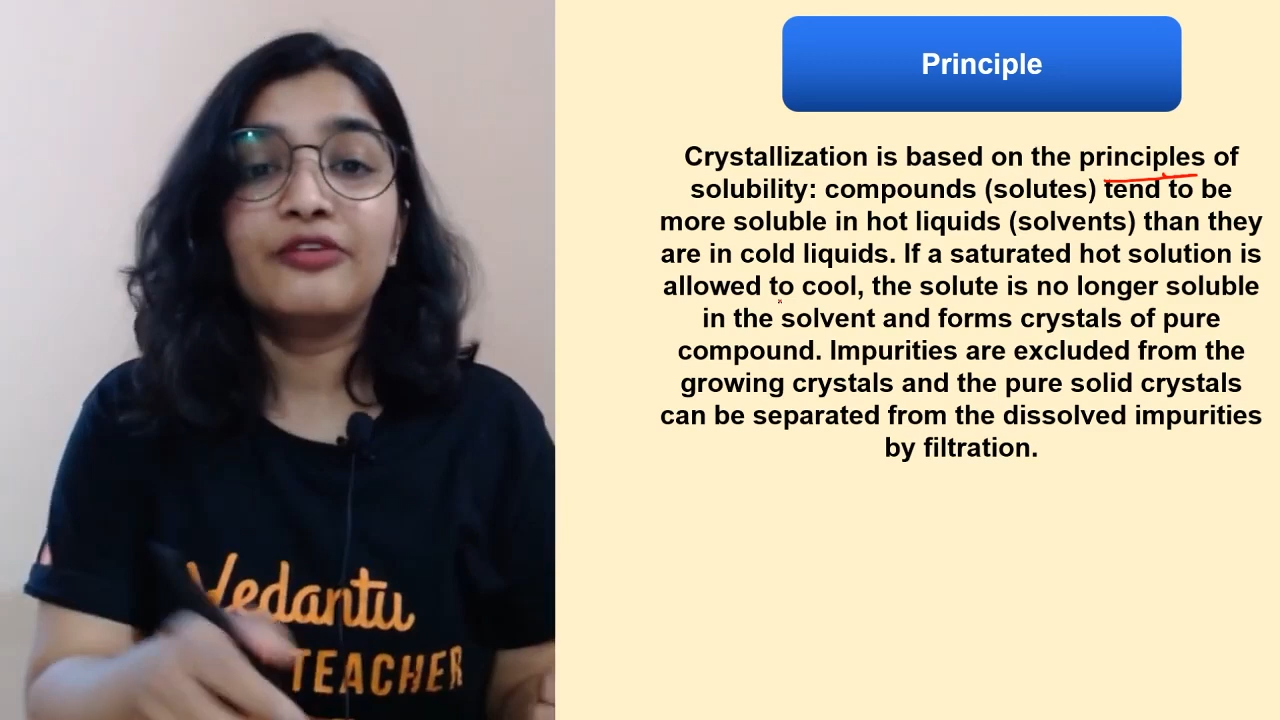 Principle
Crystallization is based on the principles of
solubility: compounds (solutes) tend to be
more soluble in hot liquids (solvents) than they
are in cold liquids. If a saturated hot solution is
allowed to cool, the solute is no longer soluble
in the solvent and forms crystals of pure
compound. Impurities are excluded from the
growing crystals and the pure solid crystals
can be separated from the dissolved impurities
by filtration.
Vedantu
TEACHER